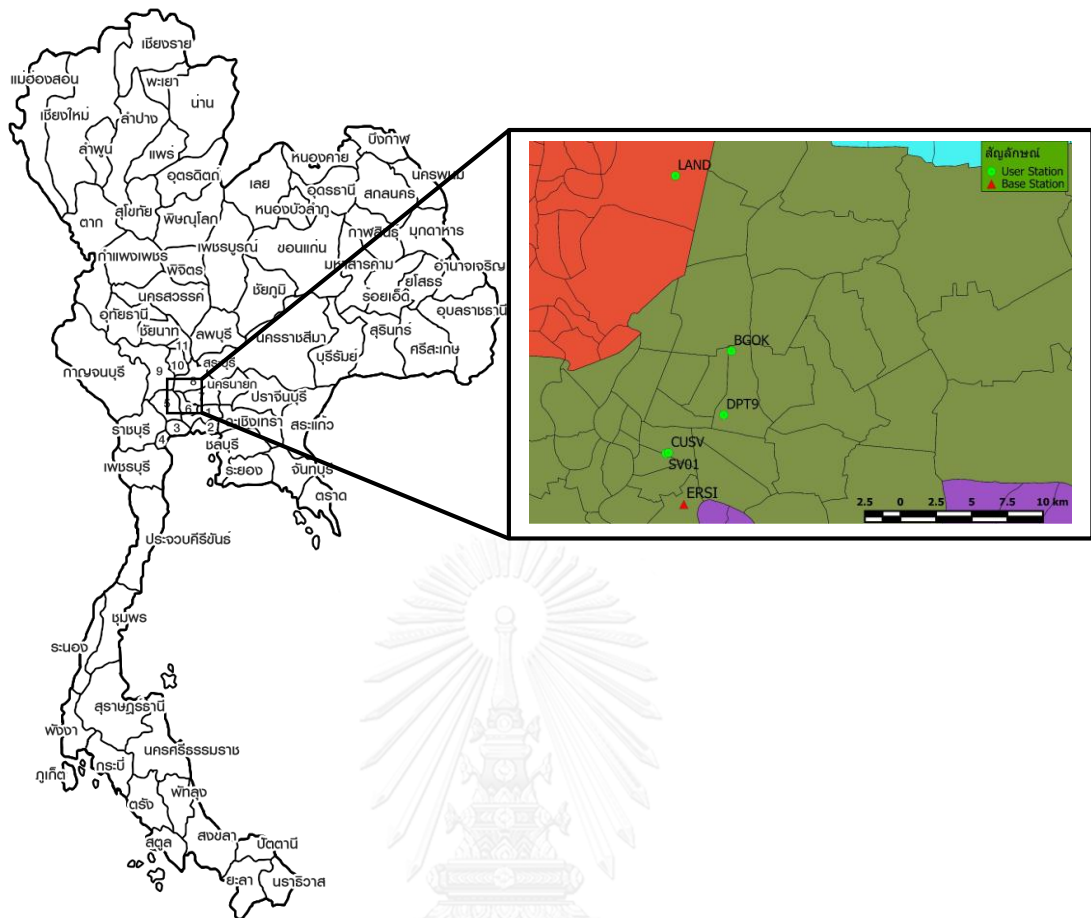 เชียงราย
แม่ฮ่องสอน
พะเยา
น่าน
เชียงใหม่
ลำปาง
ลำพูน
แพร่
อุตรดิตถ์
ตาก
สุโขทัย
พิษณุโลก
กำแพงเพชร
พิจิตร
เพชรบูรณ์
บึงกาฬ
หนองคาย
นครพนม
เลย
อุดรธานี
สกลนคร
หนองบัวลำภู
ขอนแก่น
กาฬสินธุ์
มุกดาหาร
มหาสารคาม
ยโสธร
อำนาจเจริญ
ร้อยเอ็ด
อุบลราชธานี
ชัยภูมิ
นครสวรรค์
อุทัยธานี
ชัยนาท
ลพบุรี
นครราชสีมา
บุรีรัมย์
สุรินทร์
ศรีสะเกษ
11
10
9
สระบุรี
กาญจนบุรี
8
นครนายก
ปราจีนบุรี
5
6
1
ฉะเชิงเทรา
สระแก้ว
ราชบุรี
3
2
4
ชลบุรี
เพชรบุรี
ระยอง
จันทบุรี
ตราด
ประจวบคีรีขันธ์
ชุมพร
ระนอง
สุราษฎร์ธานี
พังงา
นครศรีธรรมราช
กระบี่
ภูเก็ต
ตรัง
พัทลุง
สงขลา
สตูล
ปัตตานี
ยะลา
นราธิวาส
สัญลักษณ์
User Station
Base Station
LAND
BGOK
DPT9
CUSV
SV01
ERSI
2.5 0 2.5 5 7.5 10 km